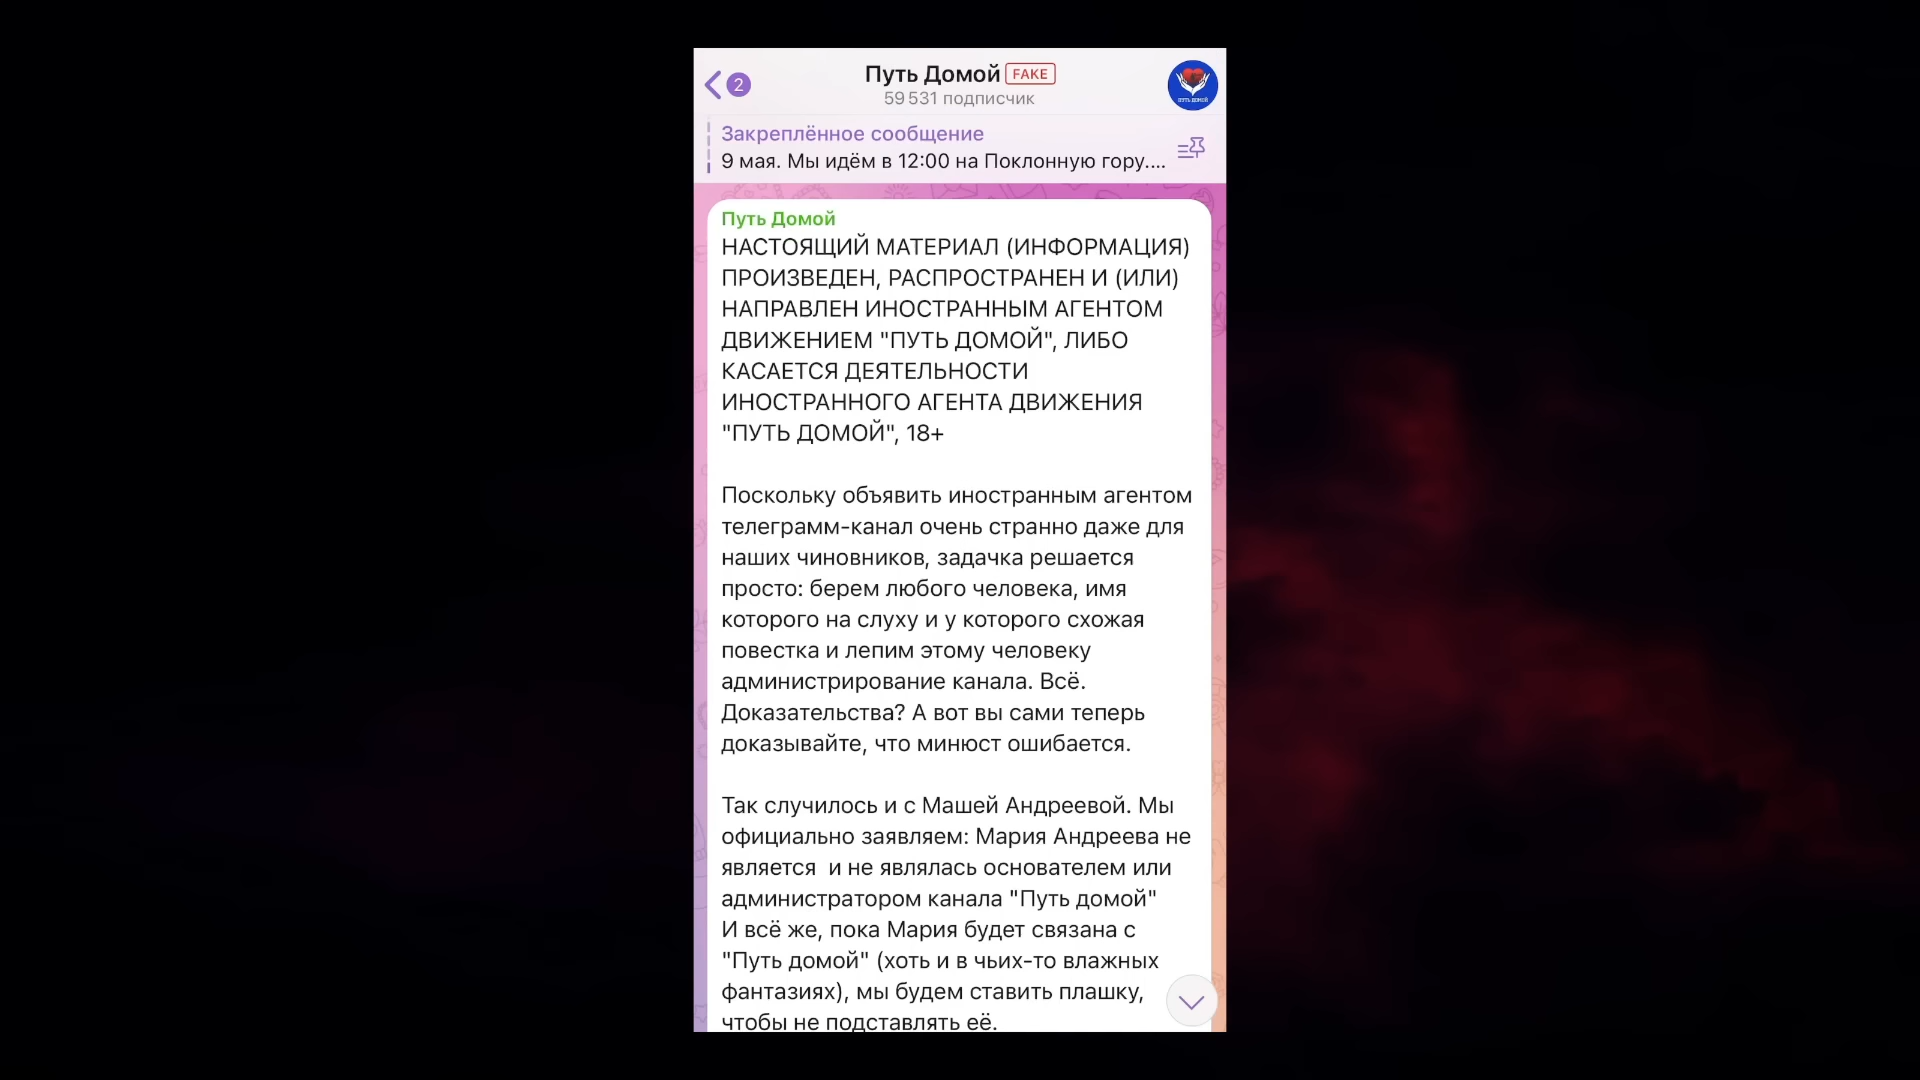 2
Путь Домой FAKE
59 531 подписчик
ПУТЬ ДОМОЙ
Закреплённое сообщение
9 мая. Мы идём в 12:00 на Поклонную гору....
Путь Домой
НАСТОЯЩИЙ МАТЕРИАЛ (ИНФОРМАЦИЯ)
ПРОИЗВЕДЕН, РАСПРОСТРАНЕН И (ИЛИ)
НАПРАВЛЕН ИНОСТРАННЫМ АГЕНТОМ
ДВИЖЕНИЕМ "ПУТЬ ДОМОЙ", ЛИБО
КАСАЕТСЯ ДЕЯТЕЛЬНОСТИ
ИНОСТРАННОГО АГЕНТА ДВИЖЕНИЯ
"ПУТЬ ДОМОЙ", 18+
Поскольку объявить иностранным агентом
телеграмм-канал очень странно даже для
наших чиновников, задачка решается
просто: берем любого человека, имя
которого на слуху и у которого схожая
повестка и лепим этому человеку
администрирование канала. Всё.
Доказательства? А вот вы сами теперь
доказывайте, что минюст ошибается.
Так случилось и с Машей Андреевой. Мы
официально заявляем: Мария Андреева не
является  и не являлась основателем или
администратором канала "Путь домой"
И всё же, пока Мария будет связана с
"Путь домой" (хоть и в чьих-то влажных
фантазиях), мы будем ставить плашку,
чтобы не подставлять её.